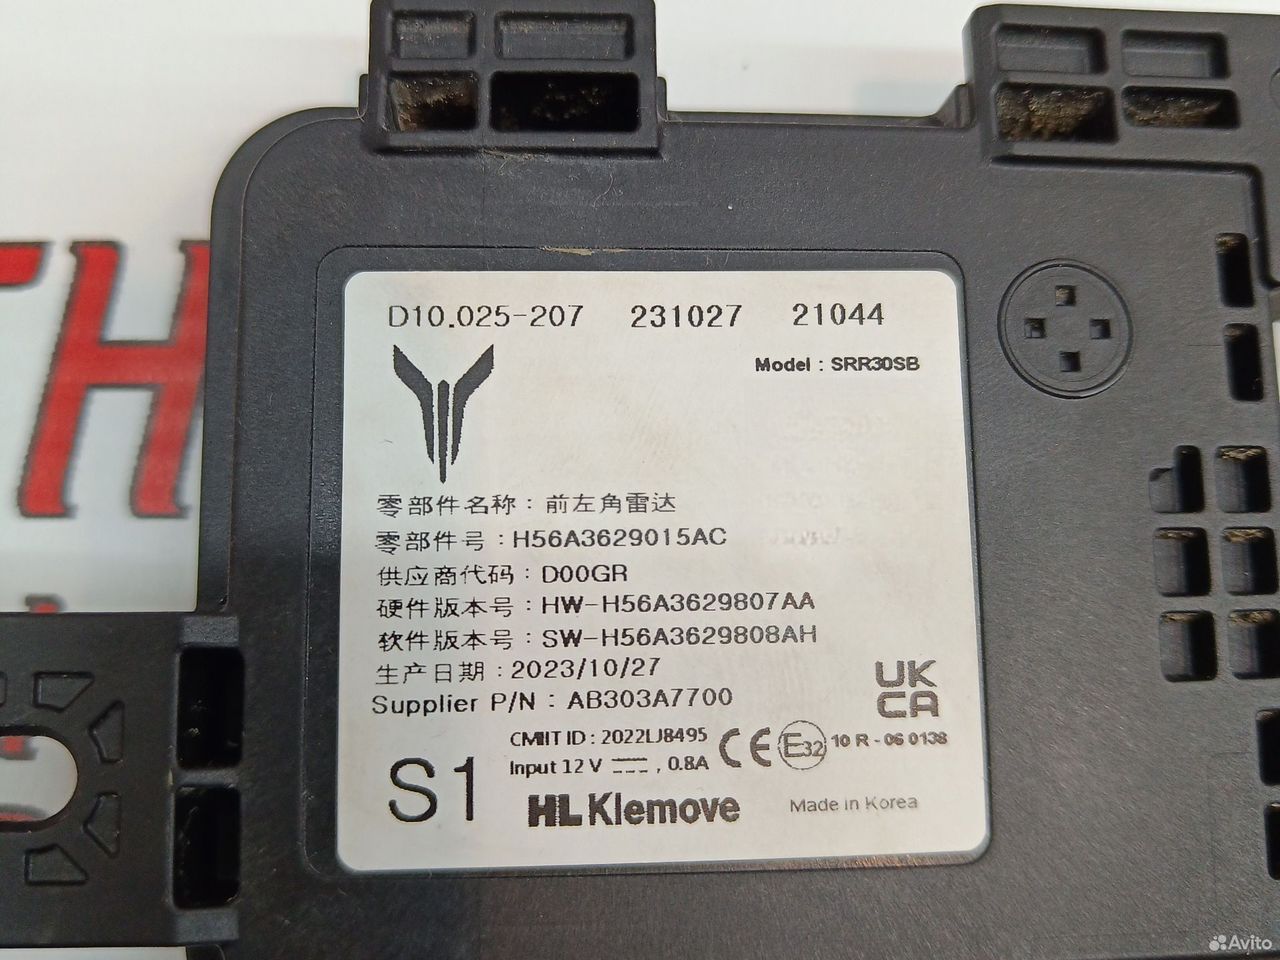 D10.025-207 231027 21044
Model : SRR30SB
零部件名称：前左角雷达
零部件号：H56A3629015AC
供应商代码：D00GR
硬件版本号：HW-H56A3629807AA
软件版本号：SW-H56A3629808AH
生产日期：2023/10/27
Supplier P/N : AB303A7700
UK
CA
CMIIT ID : 2022LJ8495 CE E32 10 R - 06 0138
Input 12 V , 0.8A
S1
HL Klemove
Made in Korea
H
Avito